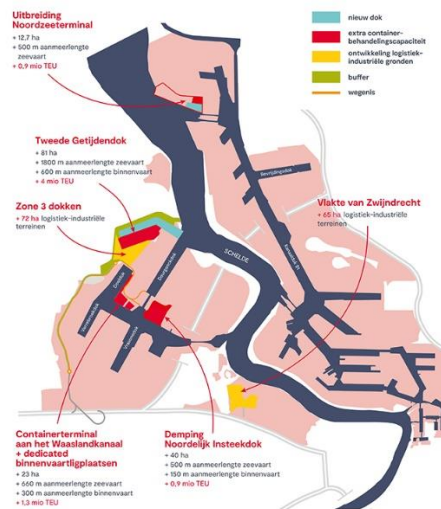 Uitbreiding
Noordzeeterminal
+ 12,7 ha
+ 500 m aanmeerlengte
zeevaart
+ 0,9 mio TEU
nieuw dok
extra container-
behandelingscapaciteit
ontwikkeling logistiek-
industriële gronden
buffer
wegenis
Tweede Getijdendok
+ 81 ha
+ 1800 m aanmeerlengte zeevaart
+ 600 m aanmeerlengte binnenvaart
+ 4 mio TEU
Zone 3 dokken
+ 72 ha logistiek-industriële
terreinen
Vlakte van Zwijndrecht
+ 65 ha logistiek-industriële
terreinen
SCHELDE
Containerterminal
aan het Waaslandkanaal
+ dedicated
binnenvaartligplaatsen
+ 23 ha
+ 660 m aanmeerlengte zeevaart
+ 300 m aanmeerlengte binnenvaart
+ 1,3 mio TEU
Demping
Noordelijk Insteekdok
+ 40 ha
+ 500 m aanmeerlengte zeevaart
+ 150 m aanmeerlengte binnenvaart
+ 0,9 mio TEU